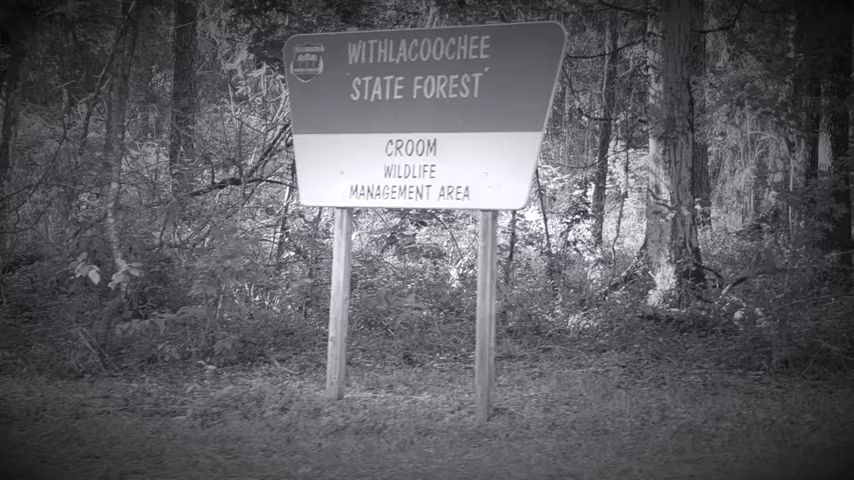 WITHLACOOCHEE
STATE FOREST
CROOM
WILDLIFE
MANAGEMENT AREA